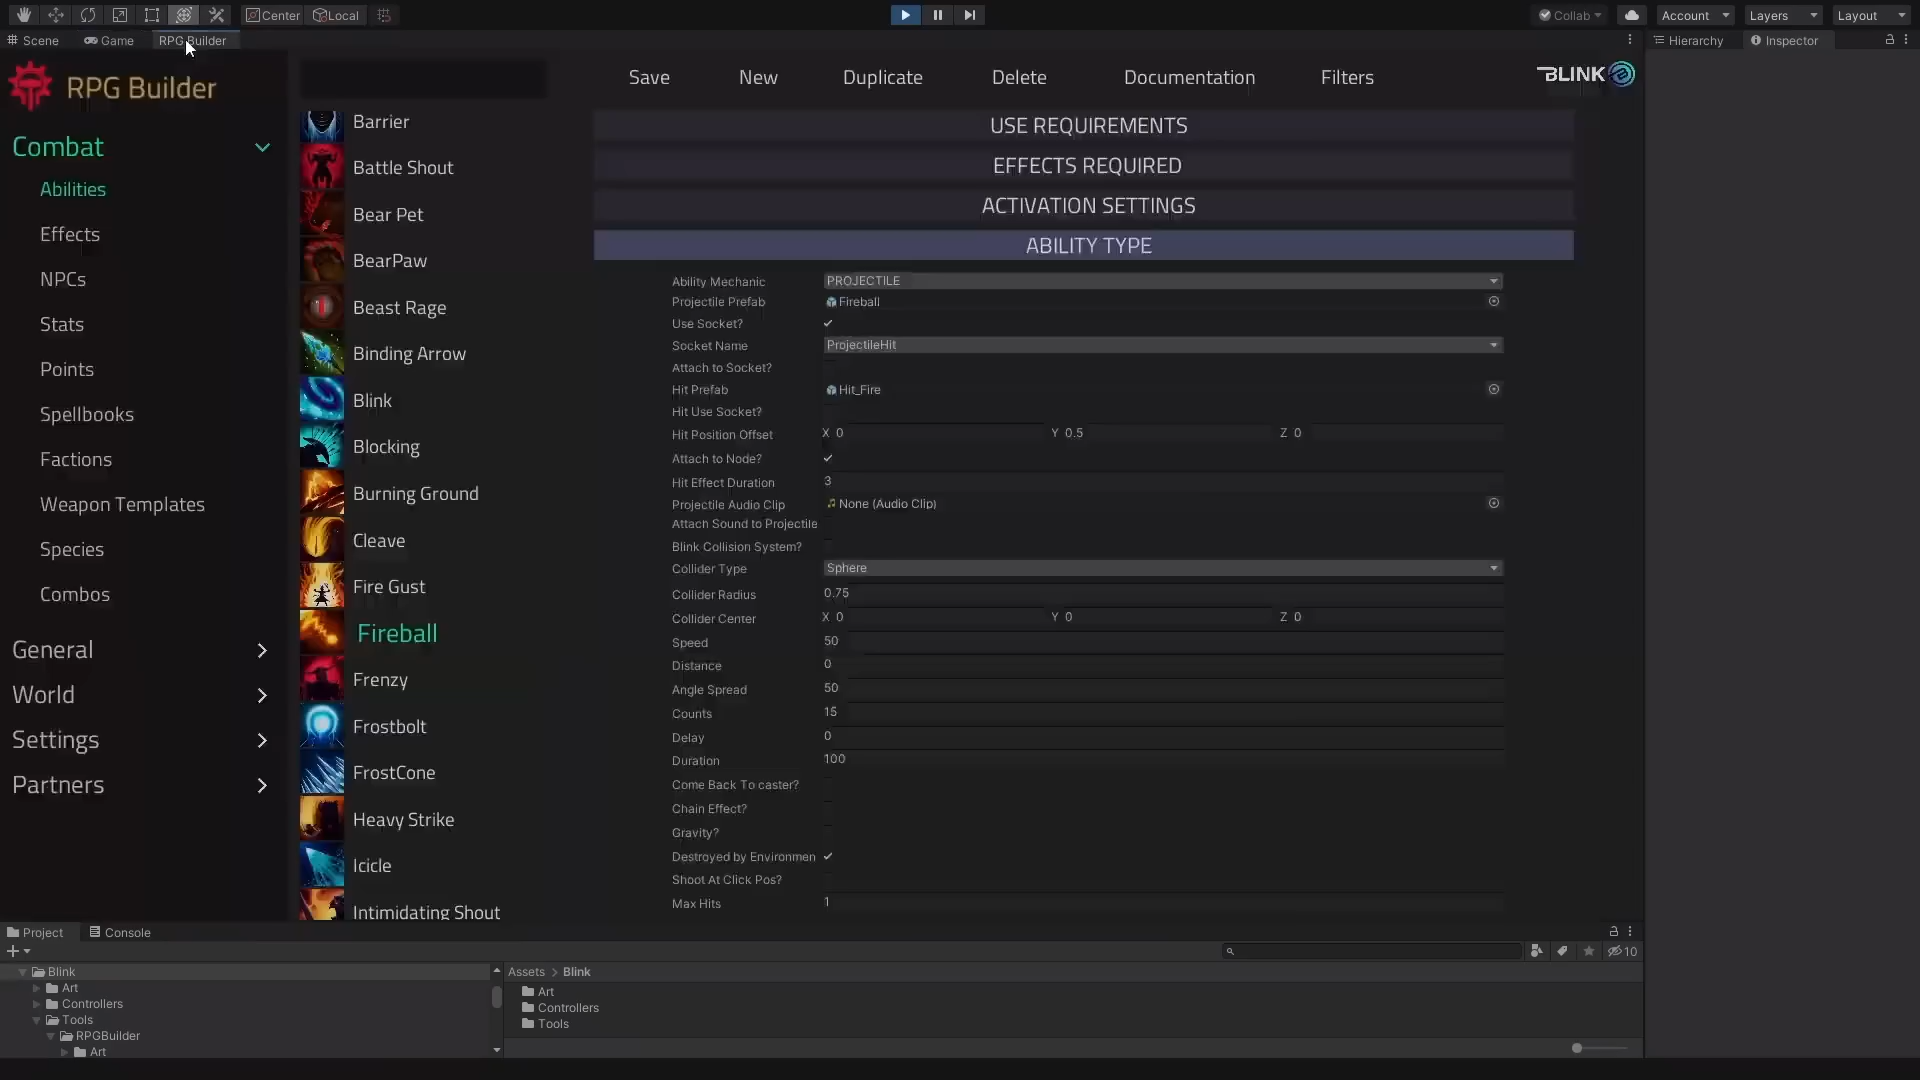 Center
Local
Collab
Account
Layers
Layout
Scene
Game
RPG Builder
Hierarchy
Inspector
RPG Builder
Save
New
Duplicate
Delete
Documentation
Filters
BLINK
Combat
Abilities
Effects
NPCs
Stats
Points
Spellbooks
Factions
Weapon Templates
Species
Combos
General
World
Settings
Partners
Barrier
Battle Shout
Bear Pet
BearPaw
Beast Rage
Binding Arrow
Blink
Blocking
Burning Ground
Cleave
Fire Gust
Fireball
Frenzy
Frostbolt
FrostCone
Heavy Strike
Icicle
Intimidating Shout
USE REQUIREMENTS
EFFECTS REQUIRED
ACTIVATION SETTINGS
ABILITY TYPE
Ability Mechanic PROJECTILE
Projectile Prefab Fireball
Use Socket?
Socket Name ProjectileHit
Attach to Socket?
Hit Prefab Hit_Fire
Hit Use Socket?
Hit Position Offset X 0 Y 0.5 Z 0
Attach to Node?
Hit Effect Duration 3
Projectile Audio Clip None (Audio Clip)
Attach Sound to Projectile
Blink Collision System?
Collider Type Sphere
Collider Radius 0.75
Collider Center X 0 Y 0 Z 0
Speed 50
Distance 0
Angle Spread 50
Counts 15
Delay 0
Duration 100
Come Back To caster?
Chain Effect?
Gravity?
Destroyed by Environmen
Shoot At Click Pos?
Max Hits 1
Project
Console
10
Blink
Art
Controllers
Tools
RPGBuilder
Art
Assets > Blink
Art
Controllers
Tools